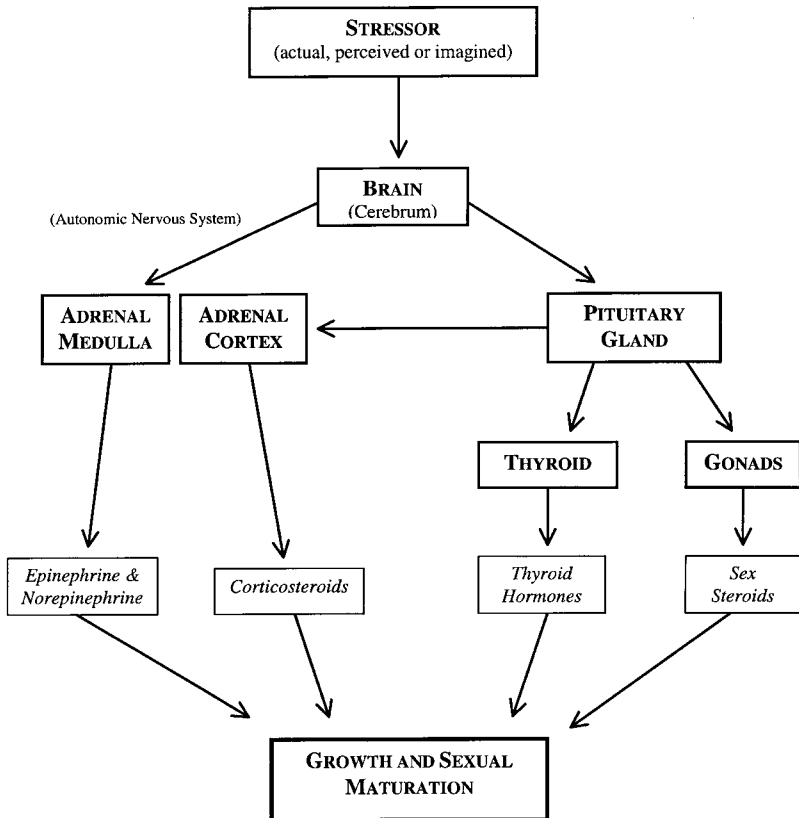 STRESSOR
(actual, perceived or imagined)
BRAIN
(Cerebrum)
(Autonomic Nervous System)
ADRENAL
MEDULLA
ADRENAL
CORTEX
PITUITARY
GLAND
THYROID
GONADS
Epinephrine &
Norepinephrine
Corticosteroids
Thyroid
Hormones
Sex
Steroids
GROWTH AND SEXUAL
MATURATION